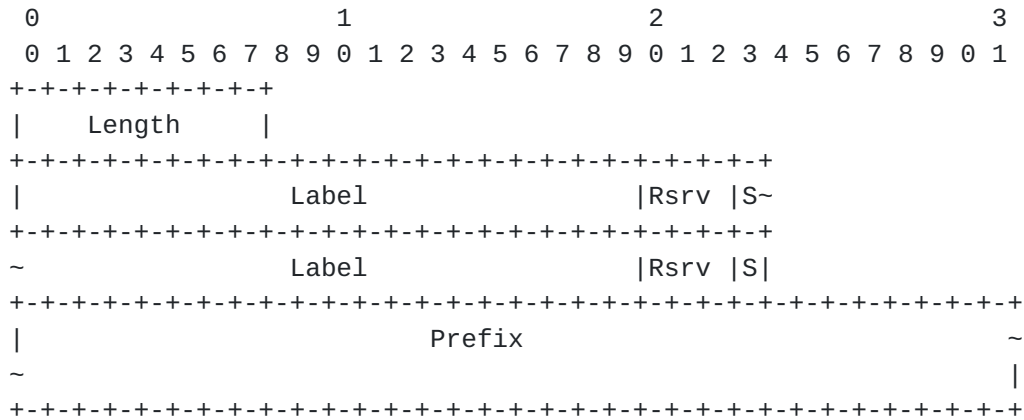 0                   1                   2                     3
 0 1 2 3 4 5 6 7 8 9 0 1 2 3 4 5 6 7 8 9 0 1 2 3 4 5 6 7 8 9 0 1
+-+-+-+-+-+-+-+-+
|    Length     |
+-+-+-+-+-+-+-+-+-+-+-+-+-+-+-+-+-+-+-+-+-+-+-+-+
|                 Label                 |Rsrv |S~
+-+-+-+-+-+-+-+-+-+-+-+-+-+-+-+-+-+-+-+-+-+-+-+-+
~                 Label                 |Rsrv |S|
+-+-+-+-+-+-+-+-+-+-+-+-+-+-+-+-+-+-+-+-+-+-+-+-+-+-+-+-+-+-+-+-+
|                          Prefix                               ~
~                                                               |
+-+-+-+-+-+-+-+-+-+-+-+-+-+-+-+-+-+-+-+-+-+-+-+-+-+-+-+-+-+-+-+-+